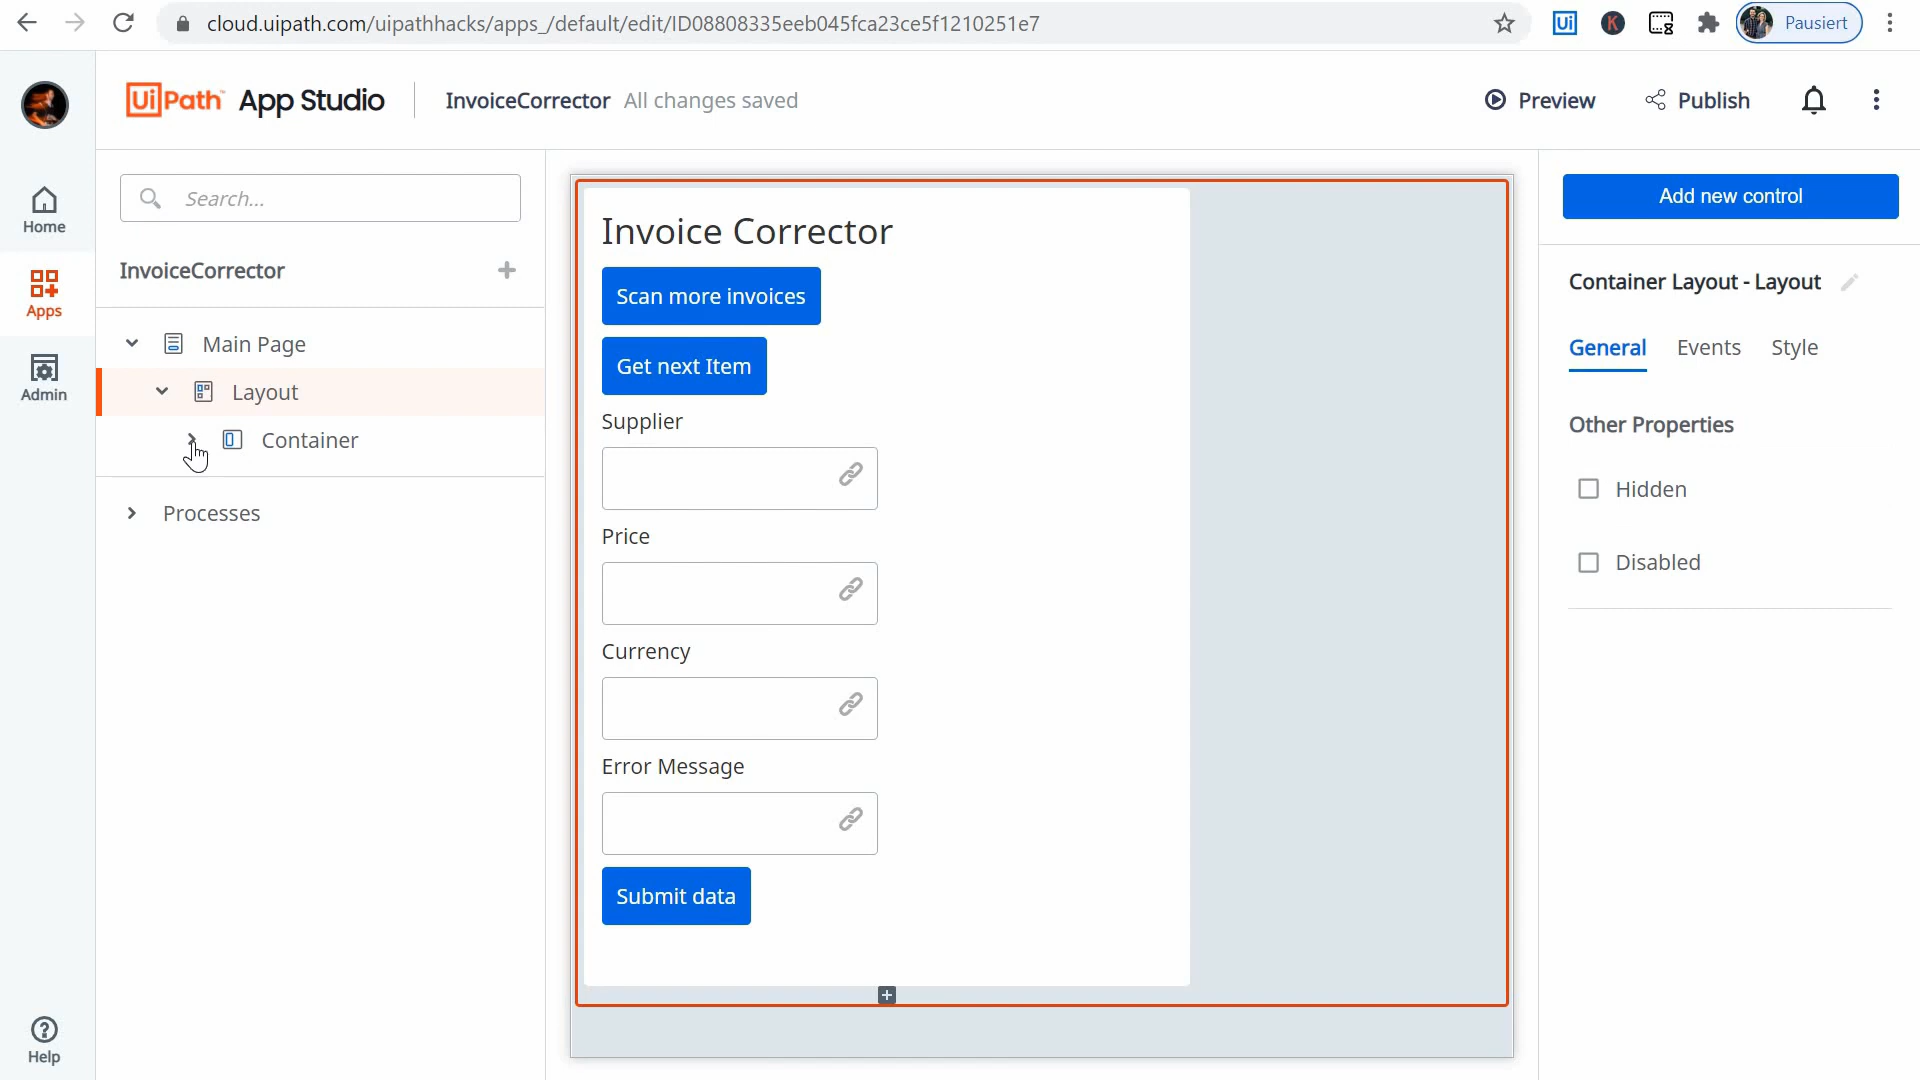 cloud.uipath.com/uipathhacks/apps_/default/edit/ID08808335eeb045fca23ce5f1210251e7
Ui
K
Pausiert
UiPath™ App Studio
InvoiceCorrector All changes saved
Preview
Publish
Home
Apps
Admin
Help
Search...
InvoiceCorrector
Main Page
Layout
Container
Processes
Invoice Corrector
Scan more invoices
Get next Item
Supplier
Price
Currency
Error Message
Submit data
Add new control
Container Layout - Layout
General Events Style
Other Properties
Hidden
Disabled